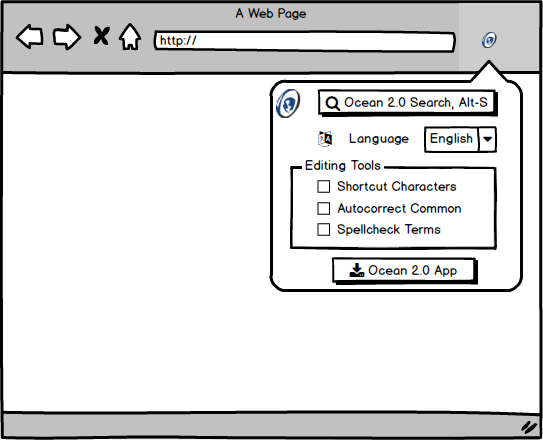 A Web Page
http://
Ocean 2.0 Search, Alt-S
Language English
Editing Tools
Shortcut Characters
Autocorrect Common
Spellcheck Terms
Ocean 2.0 App